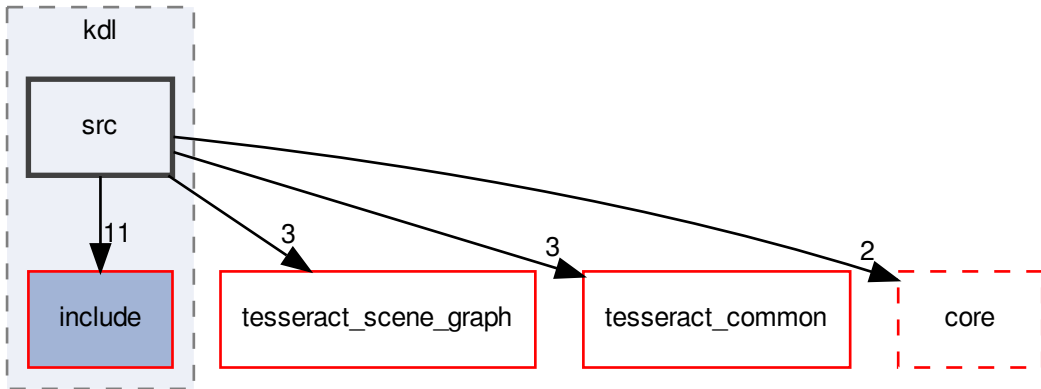 kdl
src
11
3
3
2
include
tesseract_scene_graph
tesseract_common
core